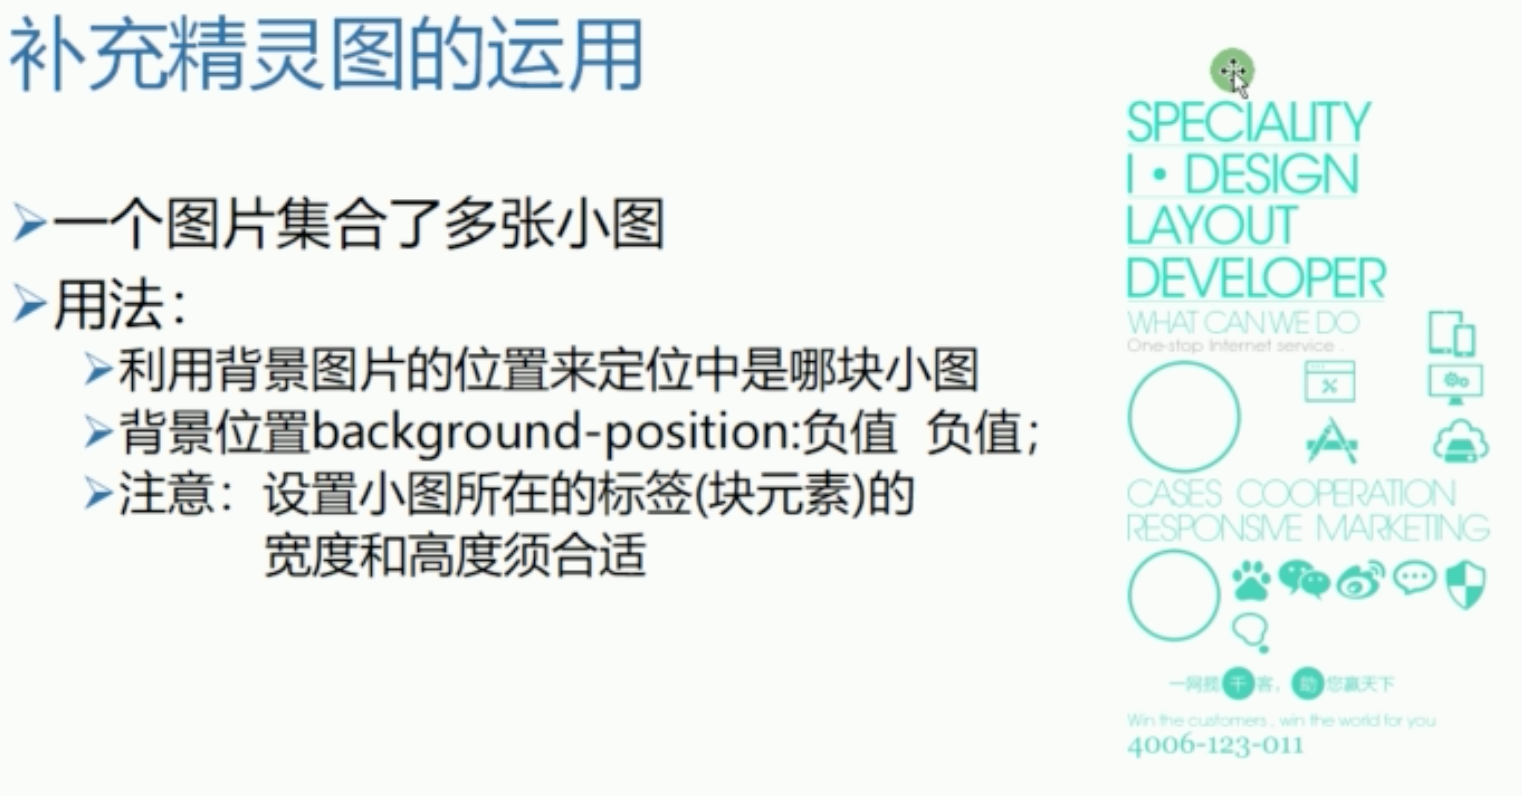 补充精灵图的运用
一个图片集合了多张小图
用法：
利用背景图片的位置来定位中是哪块小图
背景位置background-position:负值  负值；
注意：设置小图所在的标签(块元素)的
宽度和高度须合适
SPECIALITY
I · DESIGN
LAYOUT
DEVELOPER
WHAT CAN WE DO
One-stop Internet service .
CASES COOPERATION
RESPONSIVE MARKETING
一网揽千客，助您赢天下
Win the customers , win the world for you
4006-123-011